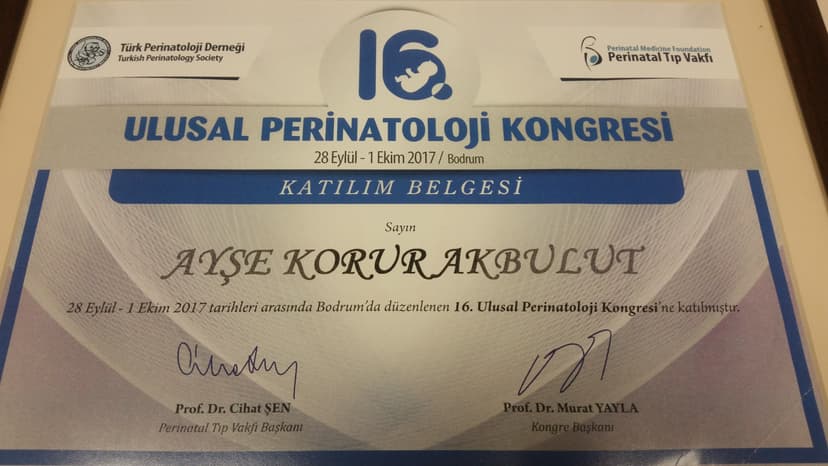 Türk Perinatoloji Derneği
Turkish Perinatology Society
16.
Perinatal Medicine Foundation
Perinatal Tıp Vakfı
ULUSAL PERİNATOLOJİ KONGRESİ
28 Eylül - 1 Ekim 2017 / Bodrum
KATILIM BELGESİ
Sayın
AYŞE KORUR AKBULUT
28 Eylül - 1 Ekim 2017 tarihleri arasında Bodrum'da düzenlenen 16. Ulusal Perinatoloji Kongresi'ne katılmıştır.
Prof. Dr. Cihat ŞEN
Perinatal Tıp Vakfı Başkanı
Prof. Dr. Murat YAYLA
Kongre Başkanı